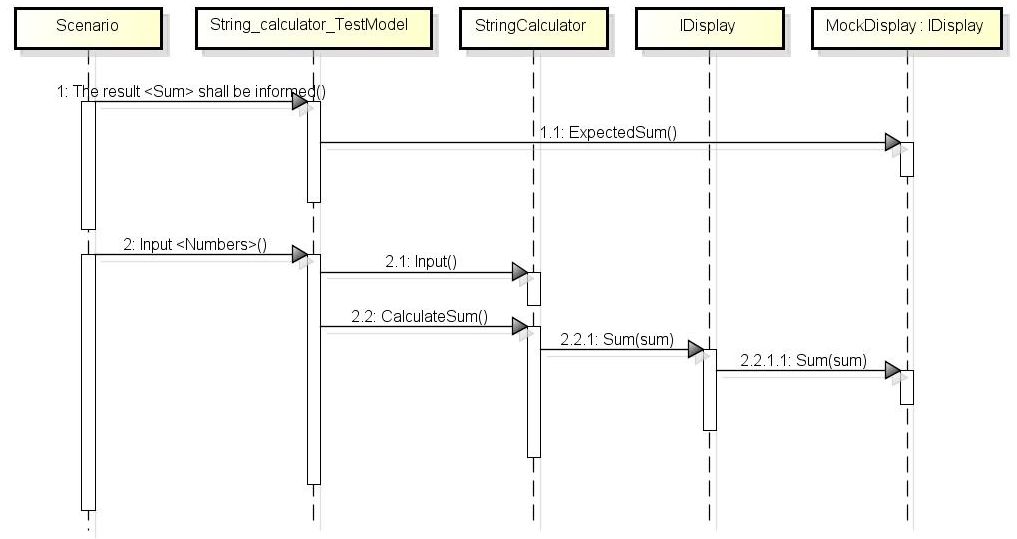 Scenario
String_calculator_TestModel
StringCalculator
IDisplay
MockDisplay : IDisplay
1: The result <Sum> shall be informed()
1.1: ExpectedSum()
2: Input <Numbers>()
2.1: Input()
2.2: CalculateSum()
2.2.1: Sum(sum)
2.2.1.1: Sum(sum)